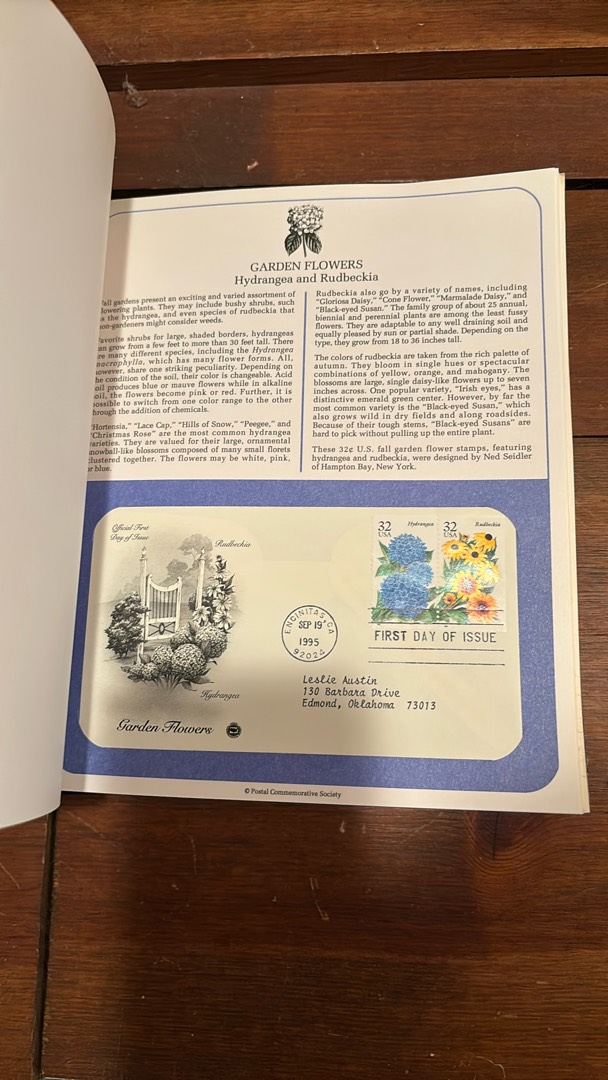 GARDEN FLOWERS
Hydrangea and Rudbeckia
Fall gardens present an exciting and varied assortment of
flowering plants. They may include bushy shrubs, such
as the hydrangea, and even species of rudbeckia that
non-gardeners might consider weeds.
Favorite shrubs for large, shaded borders, hydrangeas
can grow from a few feet to more than 30 feet tall. There
are many different species, including the Hydrangea
macrophylla, which has many flower forms. All,
however, share one striking peculiarity. Depending on
the condition of the soil, their color is changeable. Acid
soil produces blue or mauve flowers while in alkaline
soil, the flowers become pink or red. Further, it is
possible to switch from one color range to the other
through the addition of chemicals.
"Hortensia," "Lace Cap," "Hills of Snow," "Peegee," and
"Christmas Rose" are the most common hydrangea
varieties. They are valued for their large, ornamental
snowball-like blossoms composed of many small florets
clustered together. The flowers may be white, pink,
or blue.
Rudbeckia also go by a variety of names, including
"Gloriosa Daisy," "Cone Flower," "Marmalade Daisy," and
"Black-eyed Susan." The family group of about 25 annual,
biennial and perennial plants are among the least fussy
flowers. They are adaptable to any well draining soil and
equally pleased by sun or partial shade. Depending on the
type, they grow from 18 to 36 inches tall.
The colors of rudbeckia are taken from the rich palette of
autumn. They bloom in single hues or spectacular
combinations of yellow, orange, and mahogany. The
blossoms are large, single daisy-like flowers up to seven
inches across. One popular variety, "Irish eyes," has a
distinctive emerald green center. However, by far the
most common variety is the "Black-eyed Susan," which
also grows wild in dry fields and along roadsides.
Because of their tough stems, "Black-eyed Susans" are
hard to pick without pulling up the entire plant.
These 32¢ U.S. fall garden flower stamps, featuring
hydrangea and rudbeckia, were designed by Ned Seidler
of Hampton Bay, New York.
Official First
Day of Issue
Rudbeckia
Hydrangea
Garden Flowers
32
USA
Hydrangea
32
USA
Rudbeckia
ENCINITAS, CA
SEP 19
1995
92024
FIRST DAY OF ISSUE
Leslie Austin
130 Barbara Drive
Edmond, Oklahoma 73013
© Postal Commemorative Society